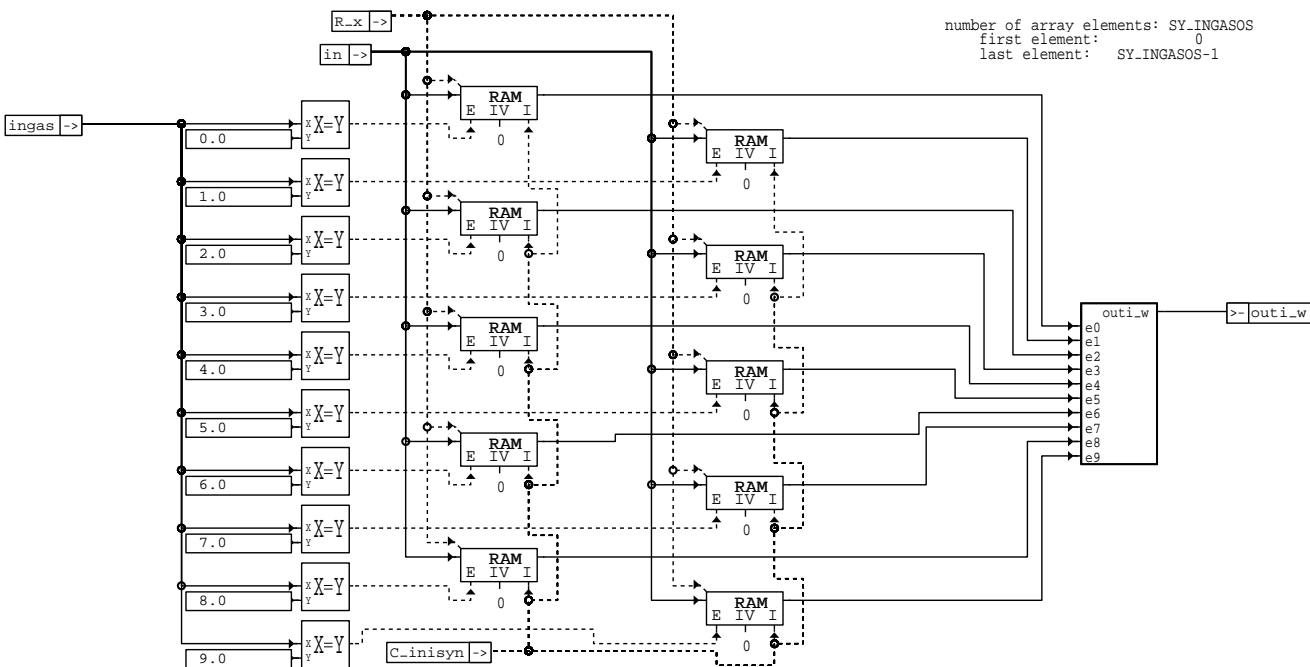 R_x ->
number of array elements: SY_INGASOS
first element: 0
last element: SY_INGASOS-1
in ->
RAM
E IV I
0
ingas ->
X X=Y
Y
0.0
RAM
E IV I
0
X X=Y
Y
1.0
RAM
E IV I
0
X X=Y
Y
2.0
RAM
E IV I
0
X X=Y
Y
3.0
RAM
E IV I
0
X X=Y
Y
4.0
RAM
E IV I
0
X X=Y
Y
5.0
RAM
E IV I
0
X X=Y
Y
6.0
RAM
E IV I
0
X X=Y
Y
7.0
RAM
E IV I
0
X X=Y
Y
8.0
RAM
E IV I
0
X X=Y
Y
9.0
C_inisyn ->
outi_w
e0
e1
e2
e3
e4
e5
e6
e7
e8
e9
>- outi_w